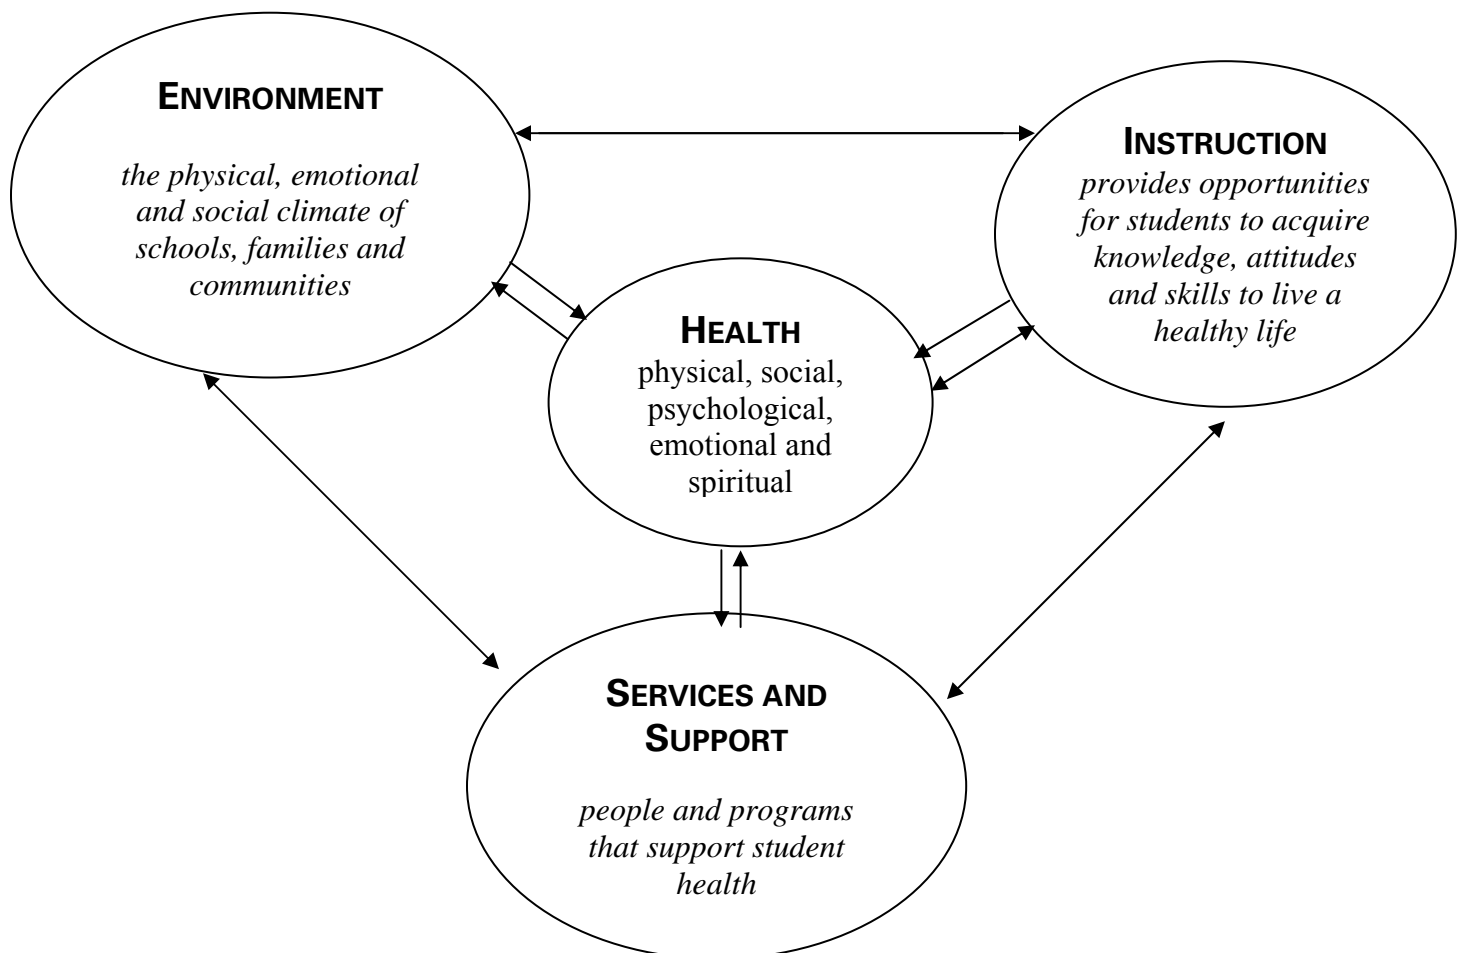 ENVIRONMENT
the physical, emotional
and social climate of
schools, families and
communities
INSTRUCTION
provides opportunities
for students to acquire
knowledge, attitudes
and skills to live a
healthy life
HEALTH
physical, social,
psychological,
emotional and
spiritual
SERVICES AND
SUPPORT
people and programs
that support student
health